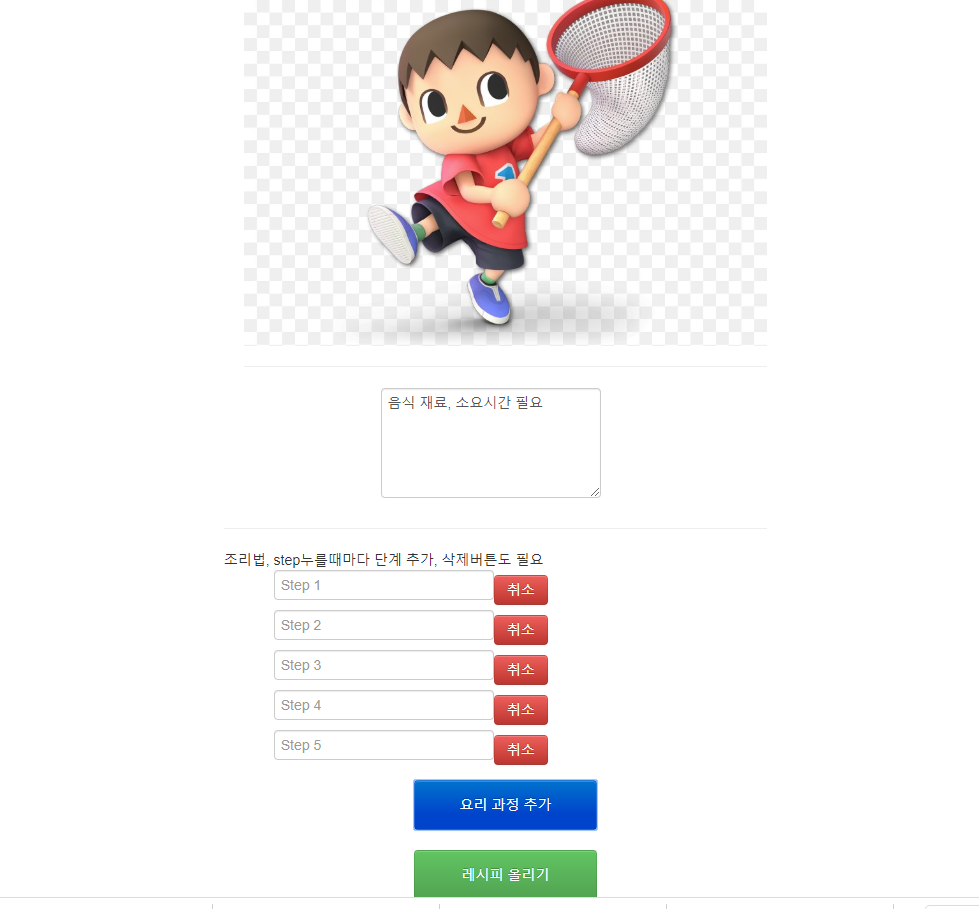 음식 재료, 소요시간 필요
조리법, step누를때마다 단계 추가, 삭제버튼도 필요
Step 1 취소
Step 2 취소
Step 3 취소
Step 4 취소
Step 5 취소
요리 과정 추가
레시피 올리기